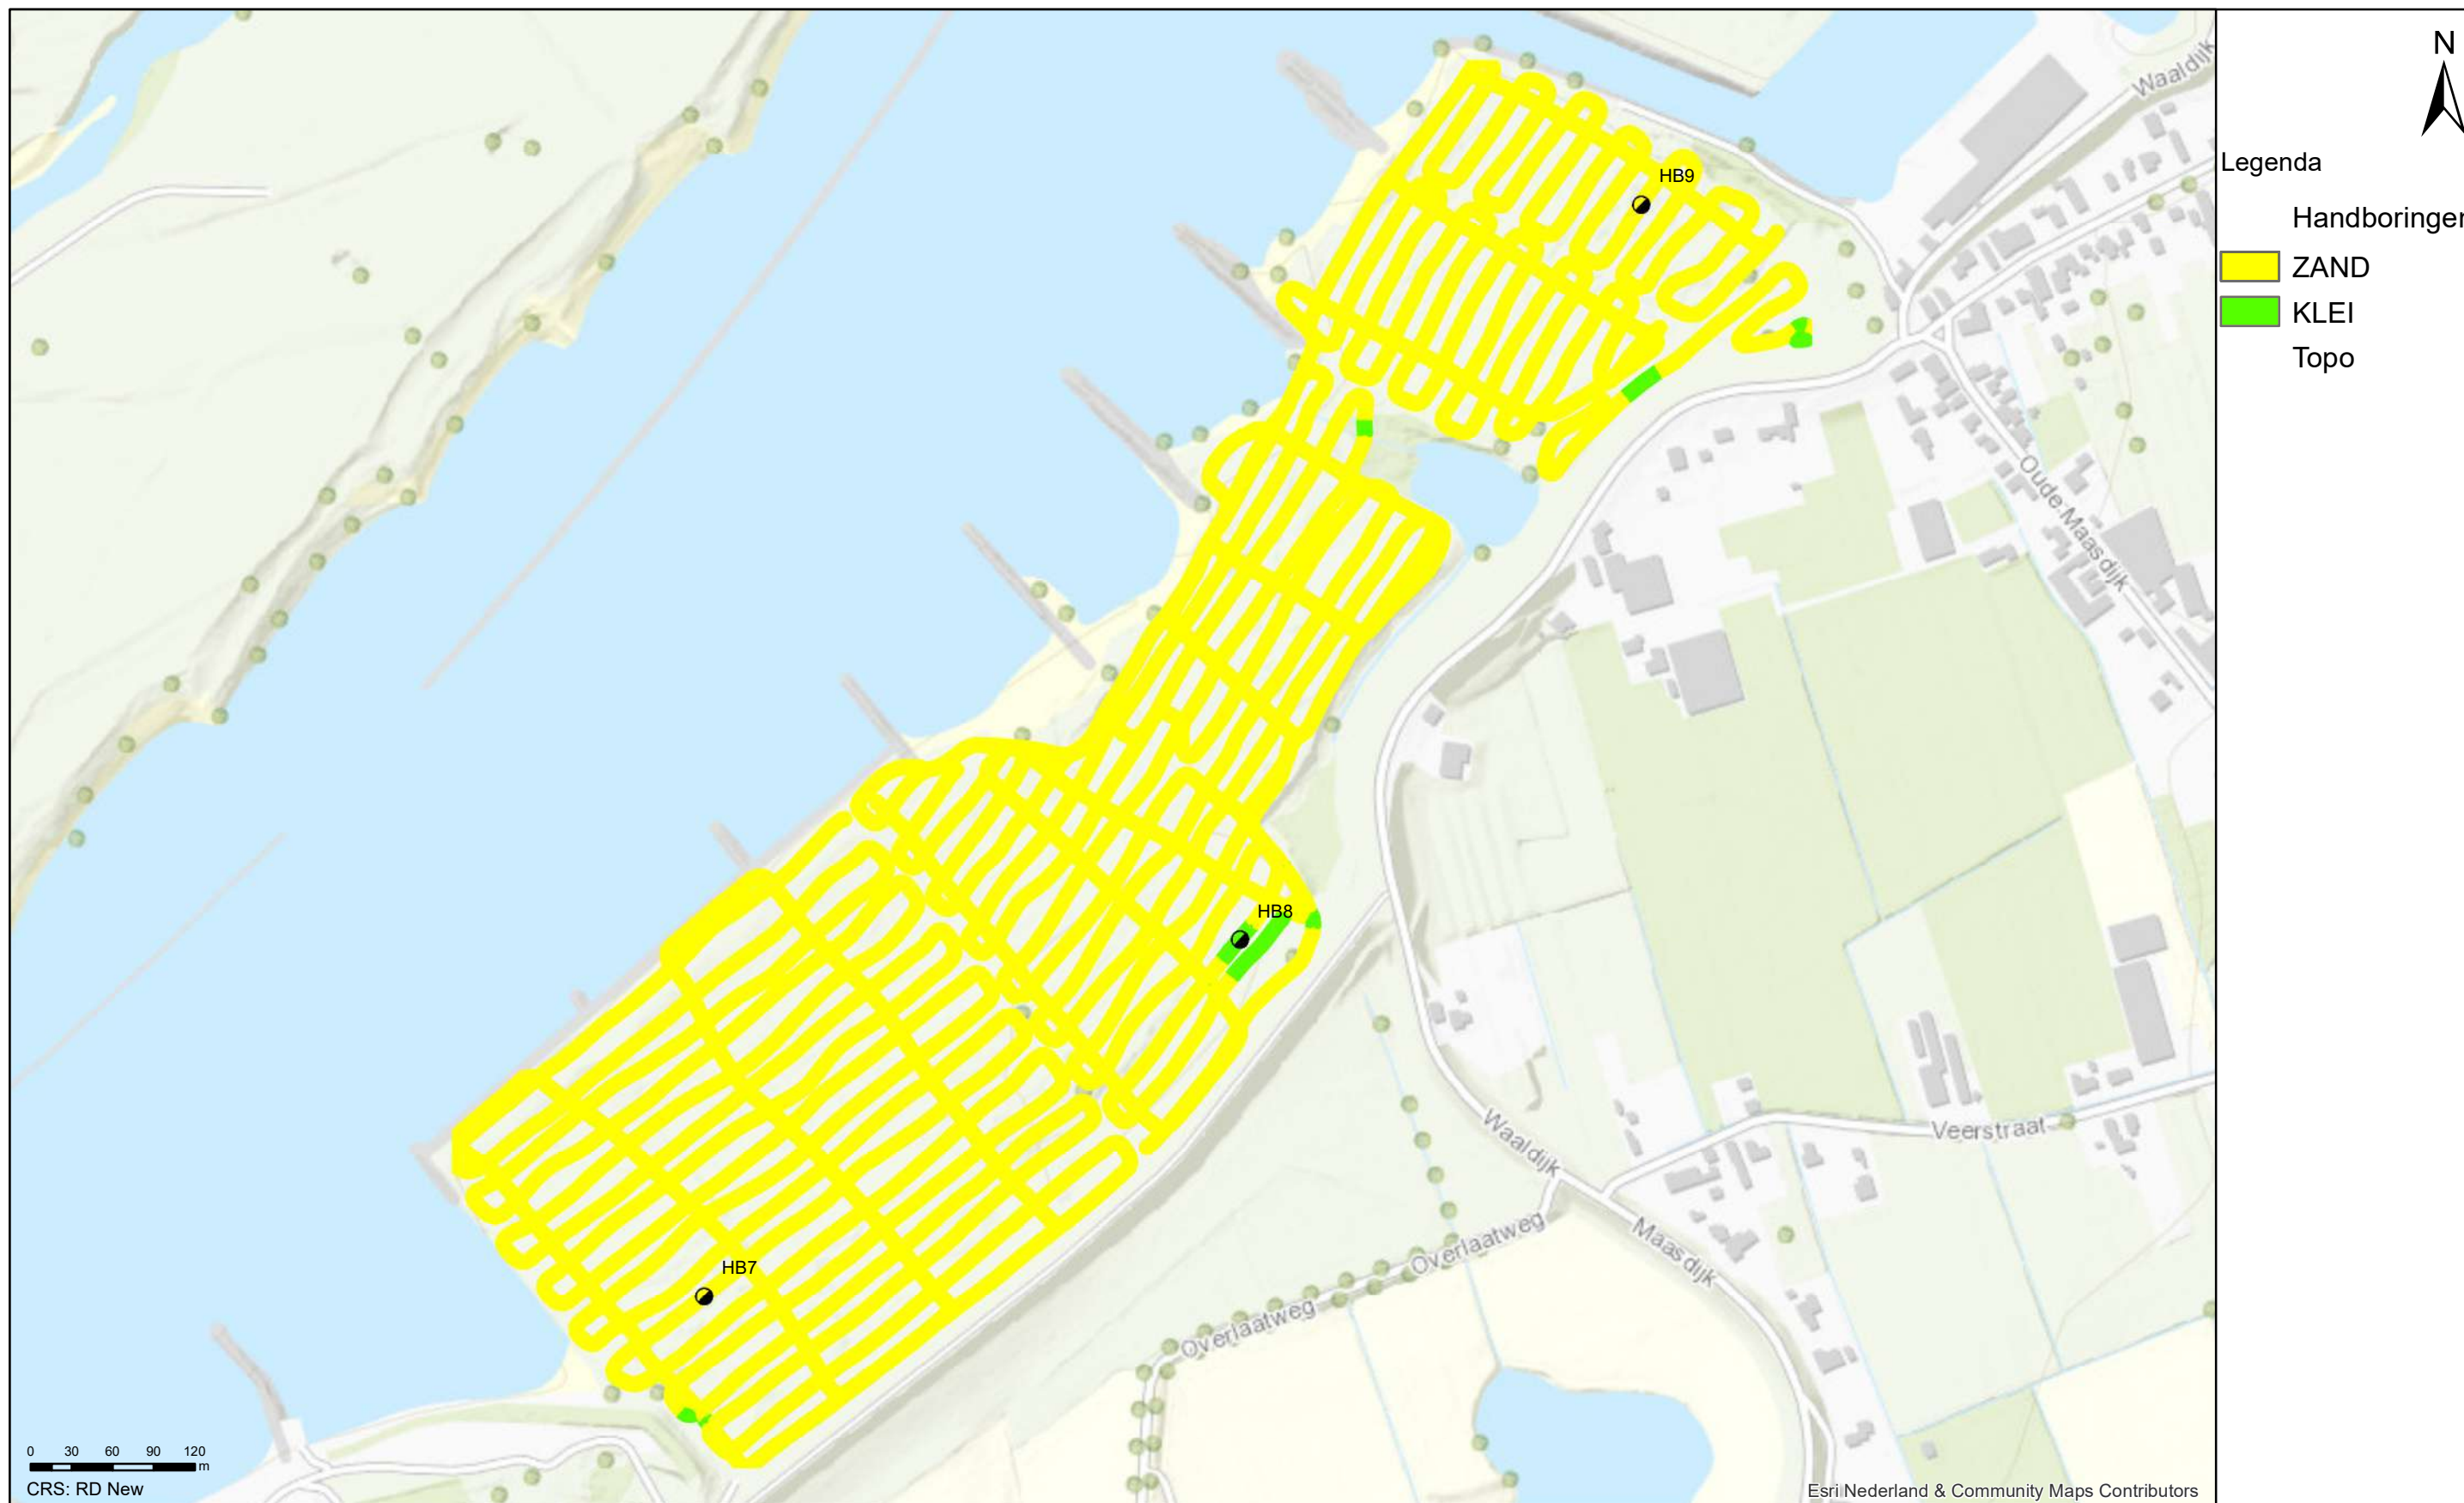 N
Legenda
Handboringen
ZAND
KLEI
Topo
Waaldijk
HB9
Oude-Maasdijk
HB8
Waaldijk
Veerstraat
Overlaatweg
Maasdijk
Overlaatweg
HB7
0 30 60 90 120
m
CRS: RD New
Esri Nederland & Community Maps Contributors